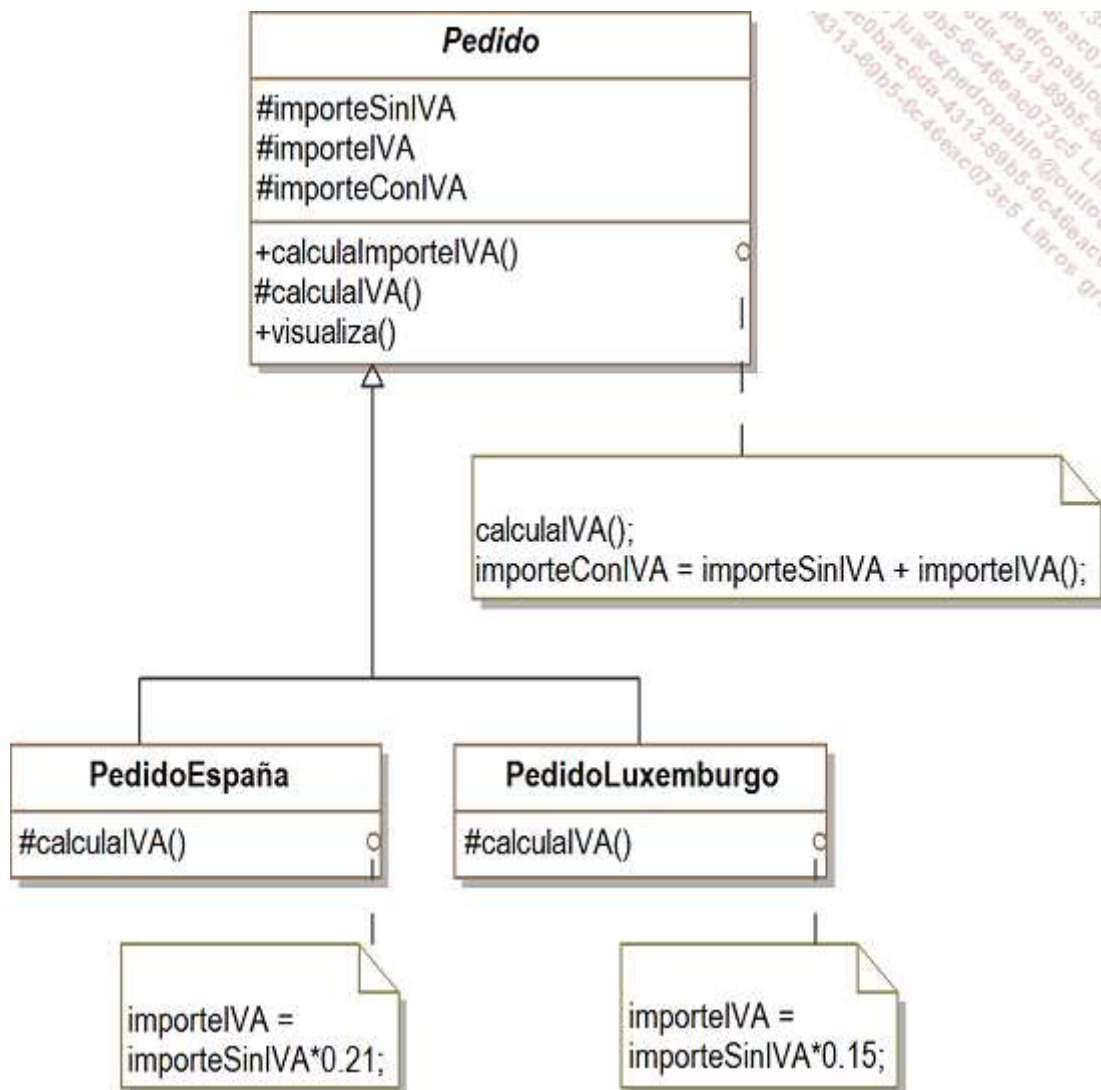 Pedido
#importeSinIVA
#importeIVA
#importeConIVA
+calculaImporteIVA()
#calculaIVA()
+visualiza()
calculaIVA();
importeConIVA = importeSinIVA + importeIVA();
PedidoEspaña
#calculaIVA()
PedidoLuxemburgo
#calculaIVA()
importeIVA =
importeSinIVA*0.21;
importeIVA =
importeSinIVA*0.15;